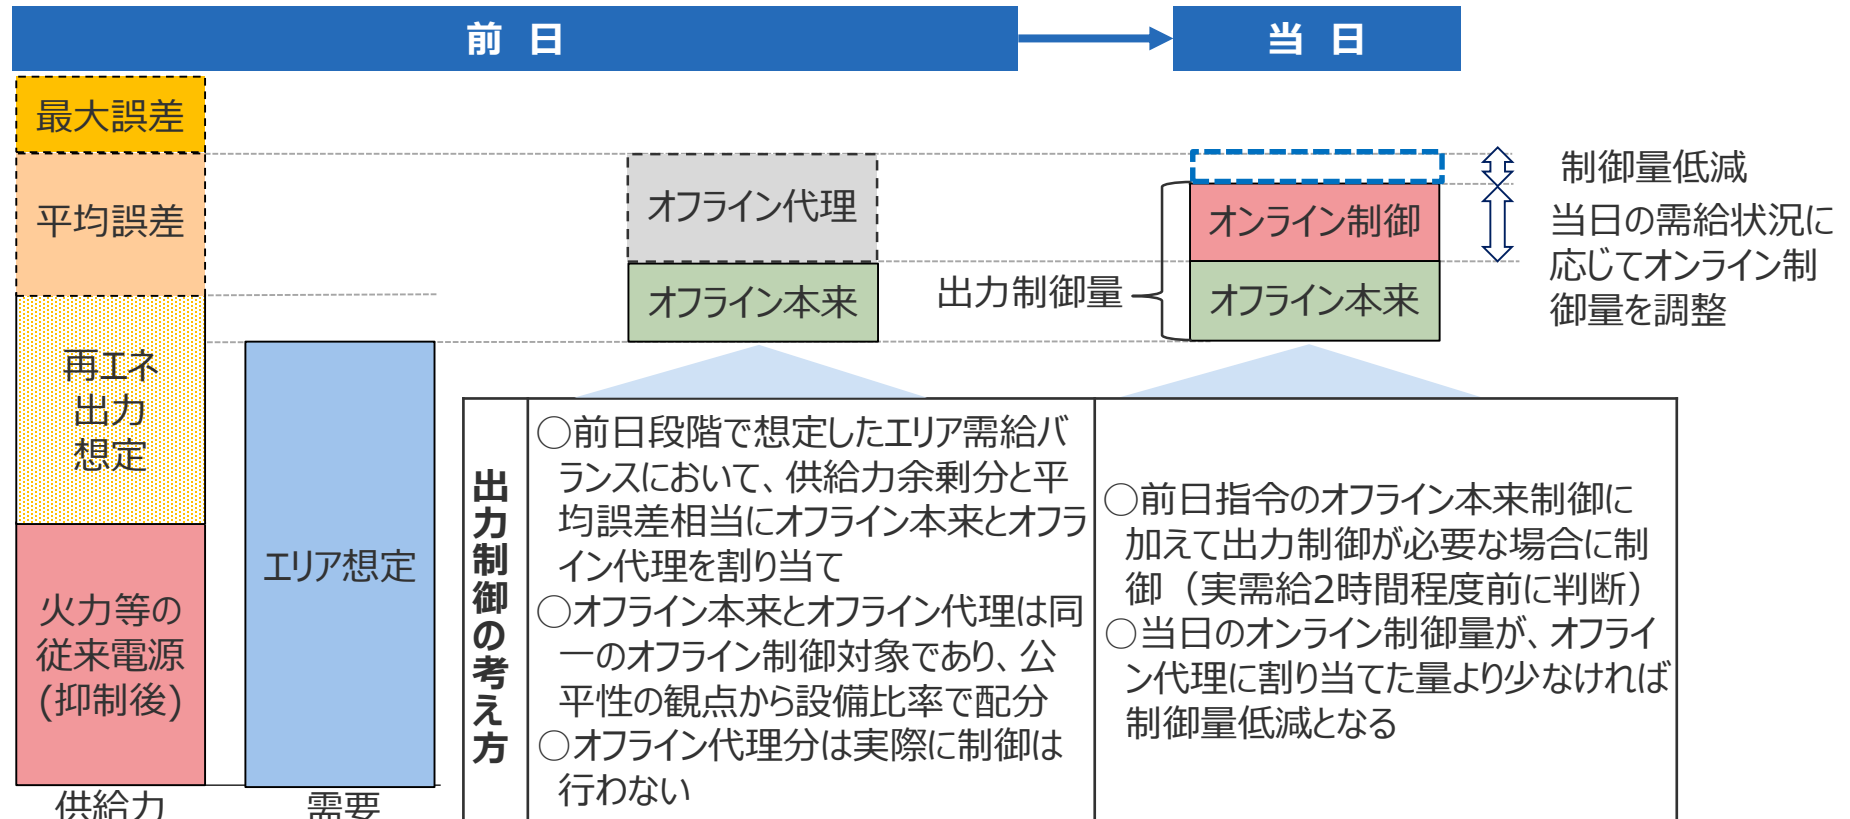 前 日
当 日
最大誤差
平均誤差
再エネ
出力
想定
火力等の
従来電源
(抑制後)
供給力
エリア想定
需要
オフライン代理
オフライン本来
出力制御量
オンライン制御
オフライン本来
制御量低減
当日の需給状況に
応じてオンライン制
御量を調整
出力制御の考え方
○前日段階で想定したエリア需給バ
ランスにおいて、供給力余剰分と平
均誤差相当にオフライン本来とオフラ
イン代理を割り当て
○オフライン本来とオフライン代理は同
一のオフライン制御対象であり、公
平性の観点から設備比率で配分
○オフライン代理分は実際に制御は
行わない
○前日指令のオフライン本来制御に
加えて出力制御が必要な場合に制
御（実需給2時間程度前に判断）
○当日のオンライン制御量が、オフライ
ン代理に割り当てた量より少なければ
制御量低減となる